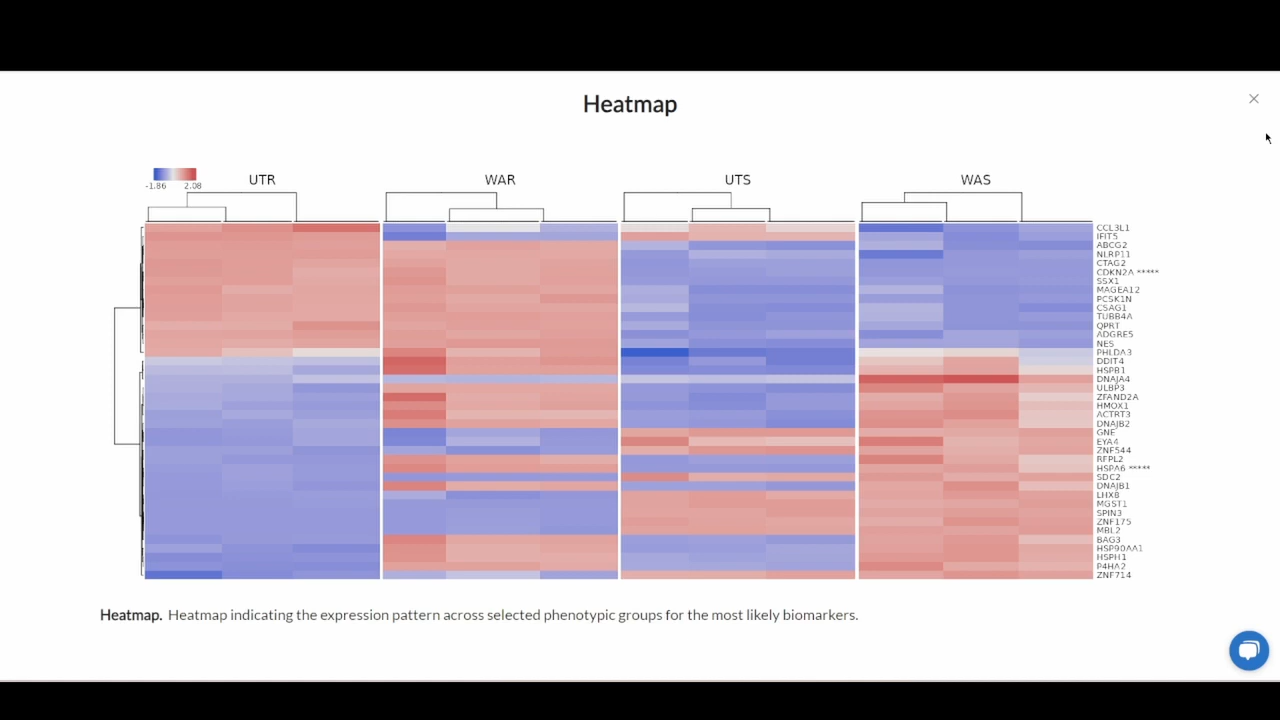 Heatmap
UTR WAR UTS WAS
-1.86 2.08
CCL3L1
IFIT5
ABCG2
NLRP11
CTAG2
CDKN2A *****
SSX1
MAGEA12
PCSK1N
CSAG1
TUBB4A
QPRT
ADGRE5
NES
PHLDA3
DDIT4
HSPB1
DNAJA4
ULBP3
ZFAND2A
HMOX1
ACTRT3
DNAJB2
GNE
EYA4
ZNF544
RFPL2
HSPA6 *****
SDC2
DNAJB1
LHX8
MGST1
SPIN3
ZNF175
MBL2
BAG3
HSP90AA1
HSPH1
P4HA2
ZNF714
Heatmap. Heatmap indicating the expression pattern across selected phenotypic groups for the most likely biomarkers.